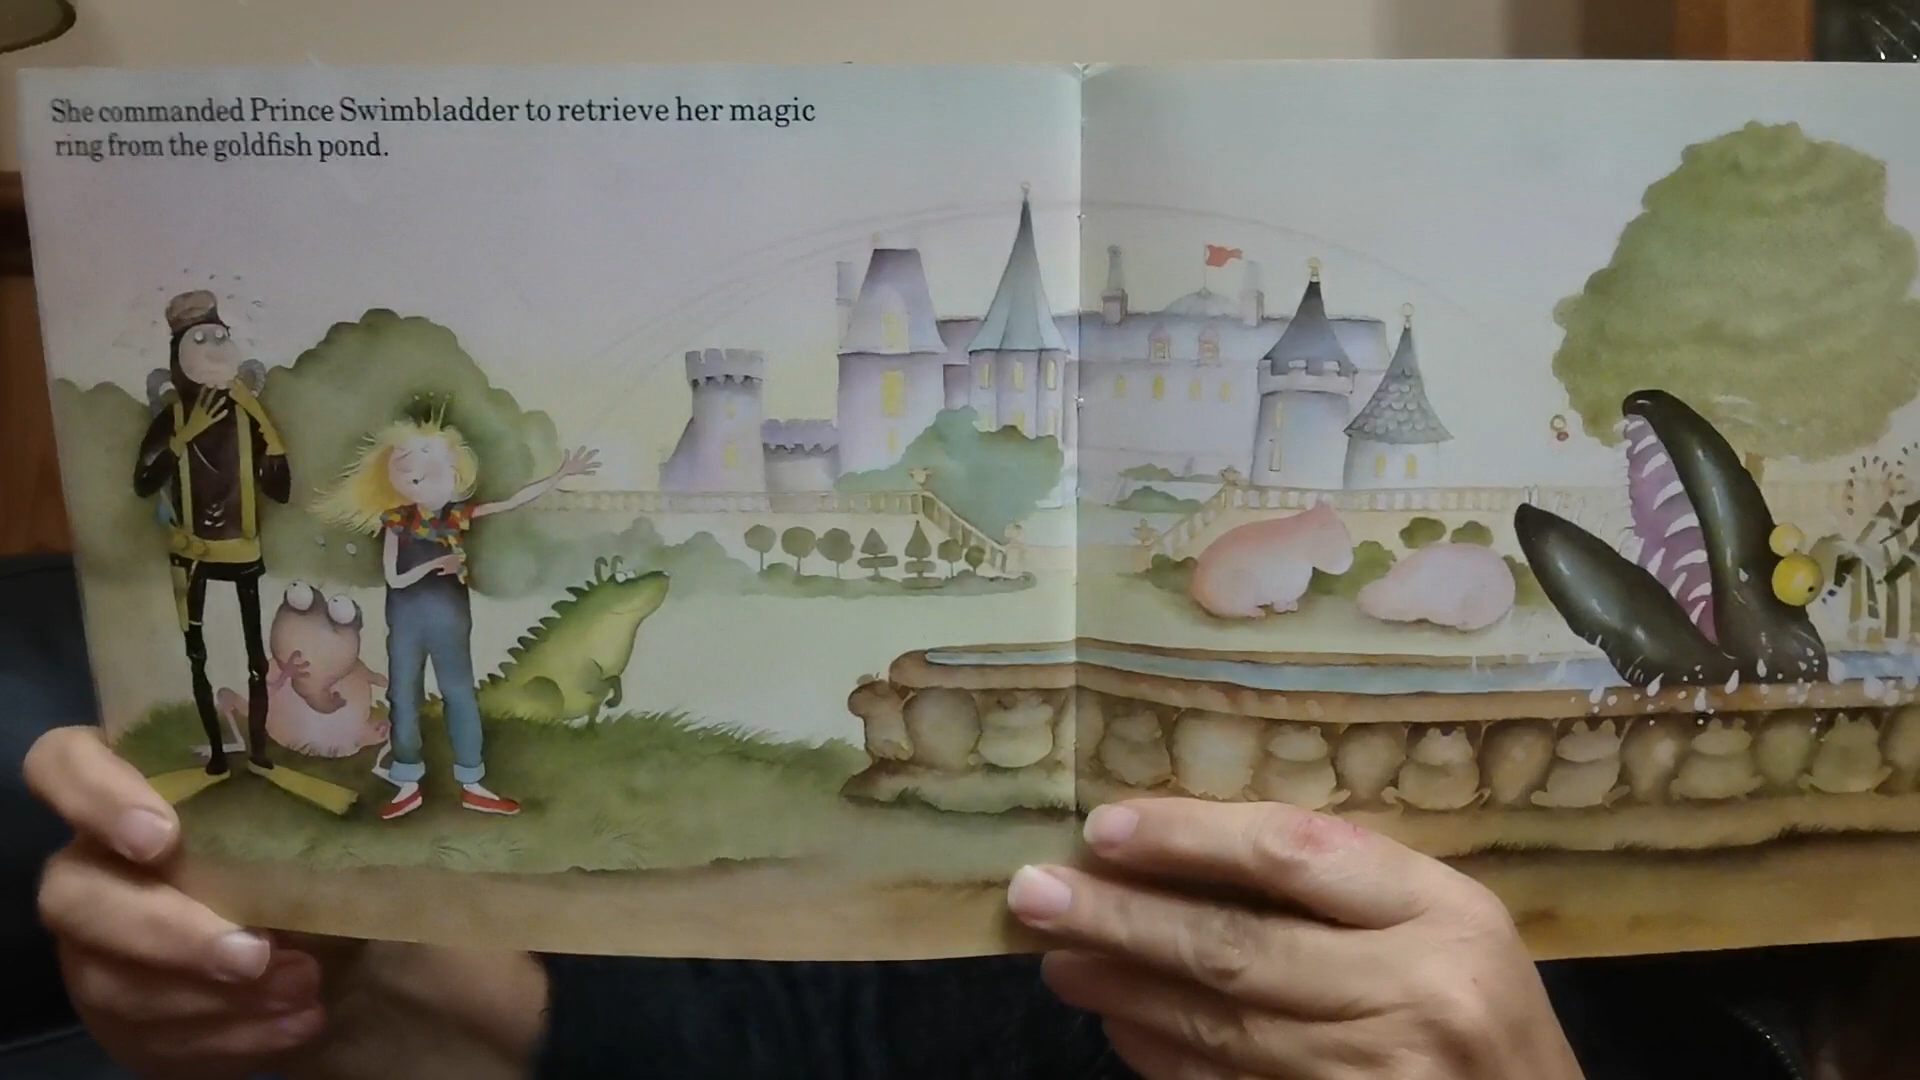 She commanded Prince Swimbladder to retrieve her magic
ring from the goldfish pond.